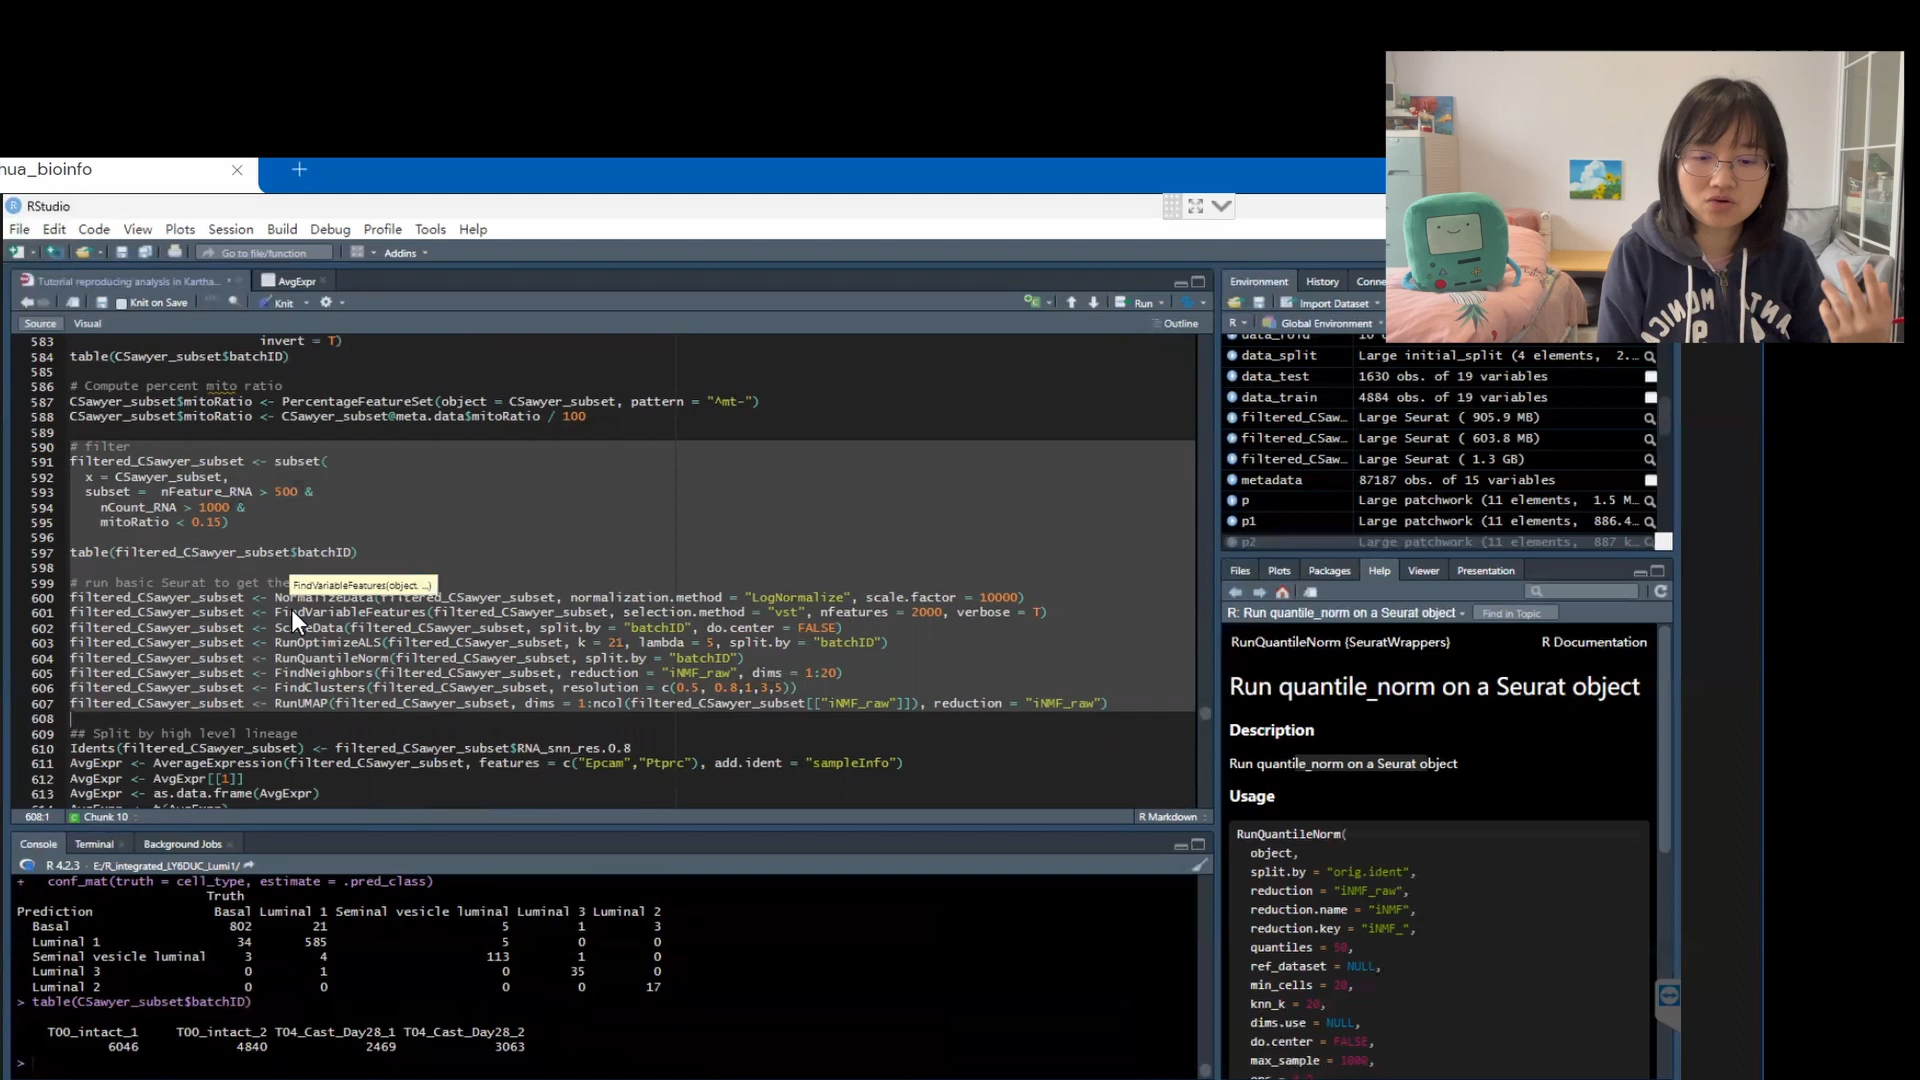 hua_bioinfo
RStudio
File Edit Code View Plots Session Build Debug Profile Tools Help
Go to file/function Addins
Tutorial reproducing analysis in Kartha... AvgExpr
Knit on Save Knit Run
Source Visual Outline
583 invert = T)
584 table(CSawyer_subset$batchID)
585
586 # Compute percent mito ratio
587 CSawyer_subset$mitoRatio <- PercentageFeatureSet(object = CSawyer_subset, pattern = "^mt-")
588 CSawyer_subset$mitoRatio <- CSawyer_subset@meta.data$mitoRatio / 100
589
590 # filter
591 filtered_CSawyer_subset <- subset(
592 x = CSawyer_subset,
593 subset = nFeature_RNA > 500 &
594 nCount_RNA > 1000 &
595 mitoRatio < 0.15)
596
597 table(filtered_CSawyer_subset$batchID)
598
599 # run basic Seurat to get the
FindVariableFeatures(object, ...)
600 filtered_CSawyer_subset <- NormalizeData(filtered_CSawyer_subset, normalization.method = "LogNormalize", scale.factor = 10000)
601 filtered_CSawyer_subset <- FindVariableFeatures(filtered_CSawyer_subset, selection.method = "vst", nfeatures = 2000, verbose = T)
602 filtered_CSawyer_subset <- ScaleData(filtered_CSawyer_subset, split.by = "batchID", do.center = FALSE)
603 filtered_CSawyer_subset <- RunOptimizeALS(filtered_CSawyer_subset, k = 21, lambda = 5, split.by = "batchID")
604 filtered_CSawyer_subset <- RunQuantileNorm(filtered_CSawyer_subset, split.by = "batchID")
605 filtered_CSawyer_subset <- FindNeighbors(filtered_CSawyer_subset, reduction = "iNMF_raw", dims = 1:20)
606 filtered_CSawyer_subset <- FindClusters(filtered_CSawyer_subset, resolution = c(0.5, 0.8,1,3,5))
607 filtered_CSawyer_subset <- RunUMAP(filtered_CSawyer_subset, dims = 1:ncol(filtered_CSawyer_subset[["iNMF_raw"]]), reduction = "iNMF_raw")
608
609 ## Split by high level lineage
610 Idents(filtered_CSawyer_subset) <- filtered_CSawyer_subset$RNA_snn_res.0.8
611 AvgExpr <- AverageExpression(filtered_CSawyer_subset, features = c("Epcam","Ptprc"), add.ident = "sampleInfo")
612 AvgExpr <- AvgExpr[[1]]
613 AvgExpr <- as.data.frame(AvgExpr)
608:1 Chunk 10 R Markdown
Console Terminal Background Jobs
R 4.2.3 · E:/R_integrated_LY6DUC_Lumi1/
+ conf_mat(truth = cell_type, estimate = .pred_class)
Truth
Prediction Basal Luminal 1 Seminal vesicle luminal Luminal 3 Luminal 2
Basal 802 21 5 1 3
Luminal 1 34 585 5 0 0
Seminal vesicle luminal 3 4 113 1 0
Luminal 3 0 1 0 35 0
Luminal 2 0 0 0 0 17
> table(CSawyer_subset$batchID)
T00_intact_1 T00_intact_2 T04_Cast_Day28_1 T04_Cast_Day28_2
6046 4840 2469 3063
>
Environment History Conne
Import Dataset
R Global Environment
data_split Large initial_split (4 elements, 2...
data_test 1630 obs. of 19 variables
data_train 4884 obs. of 19 variables
filtered_CSaw... Large Seurat ( 905.9 MB)
filtered_CSaw... Large Seurat ( 603.8 MB)
filtered_CSaw... Large Seurat ( 1.3 GB)
metadata 87187 obs. of 15 variables
p Large patchwork (11 elements, 1.5 M...
p1 Large patchwork (11 elements, 886.4...
p2 Large patchwork (11 elements, 887 k...
Files Plots Packages Help Viewer Presentation
R: Run quantile_norm on a Seurat object Find in Topic
RunQuantileNorm {SeuratWrappers} R Documentation
Run quantile_norm on a Seurat object
Description
Run quantile_norm on a Seurat object
Usage
RunQuantileNorm(
object,
split.by = "orig.ident",
reduction = "iNMF_raw",
reduction.name = "iNMF",
reduction.key = "iNMF_",
quantiles = 50,
ref_dataset = NULL,
min_cells = 20,
knn_k = 20,
dims.use = NULL,
do.center = FALSE,
max_sample = 1000,